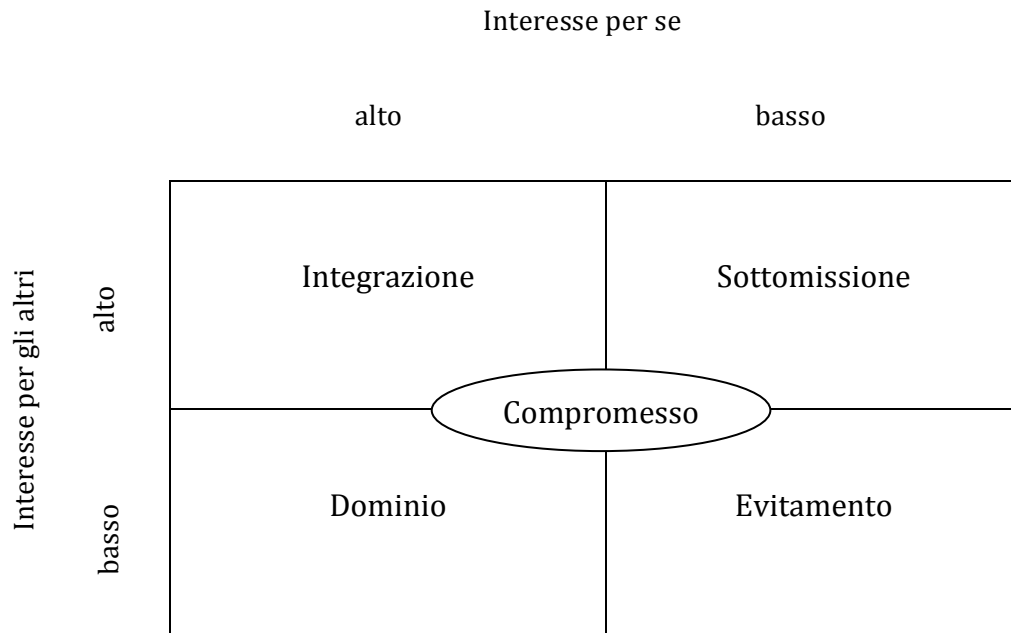 Interesse per se
alto
basso
Interesse per gli altri
alto
Integrazione
Sottomissione
Compromesso
basso
Dominio
Evitamento